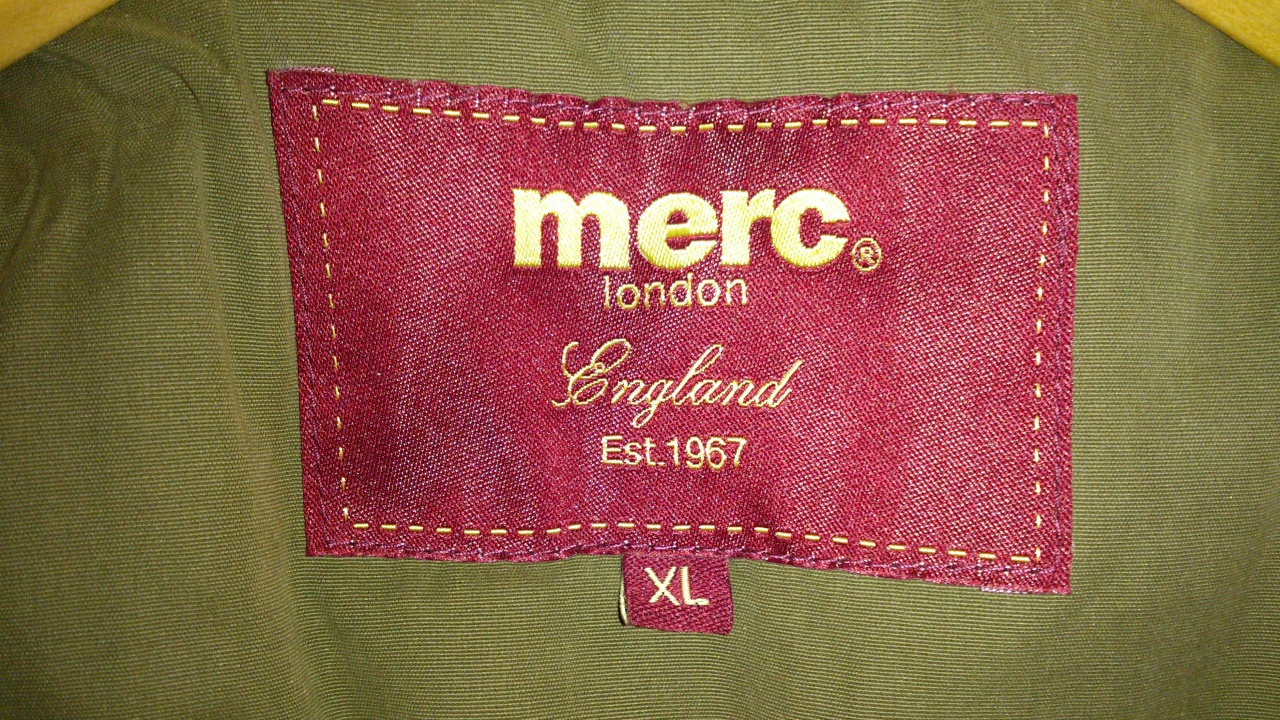 merc®
london
England
Est.1967
XL